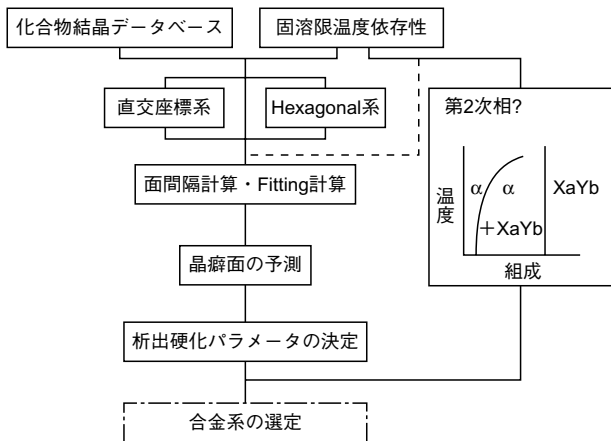 化合物結晶データベース
固溶限温度依存性
直交座標系
Hexagonal系
第2次相?
面間隔計算・Fitting計算
温度
α
α
XaYb
+XaYb
組成
晶癖面の予測
析出硬化パラメータの決定
合金系の選定